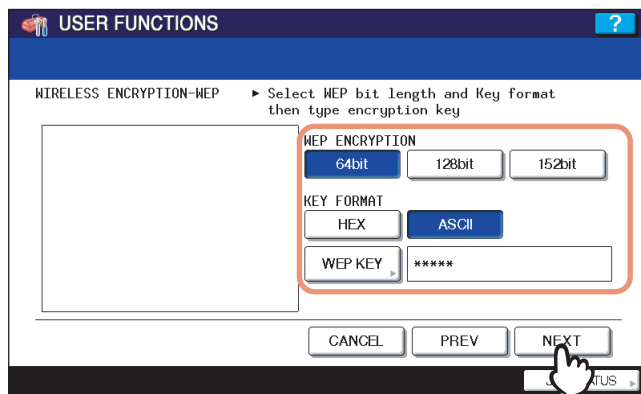 USER FUNCTIONS
?
WIRELESS ENCRYPTION-WEP
▶ Select WEP bit length and Key format
then type encryption key
WEP ENCRYPTION
64bit 128bit 152bit
KEY FORMAT
HEX ASCII
WEP KEY *****
CANCEL PREV NEXT